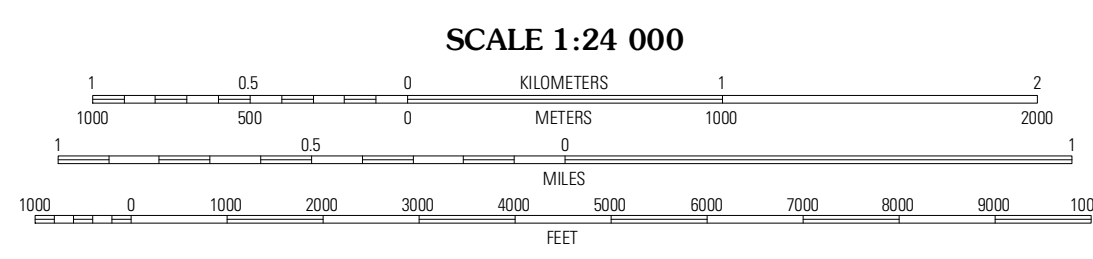 SCALE 1:24 000
1 0.5 0 KILOMETERS 1 2
1000 500 0 METERS 1000 2000
1 0.5 0 1
MILES
1000 0 1000 2000 3000 4000 5000 6000 7000 8000 9000 100
FEET